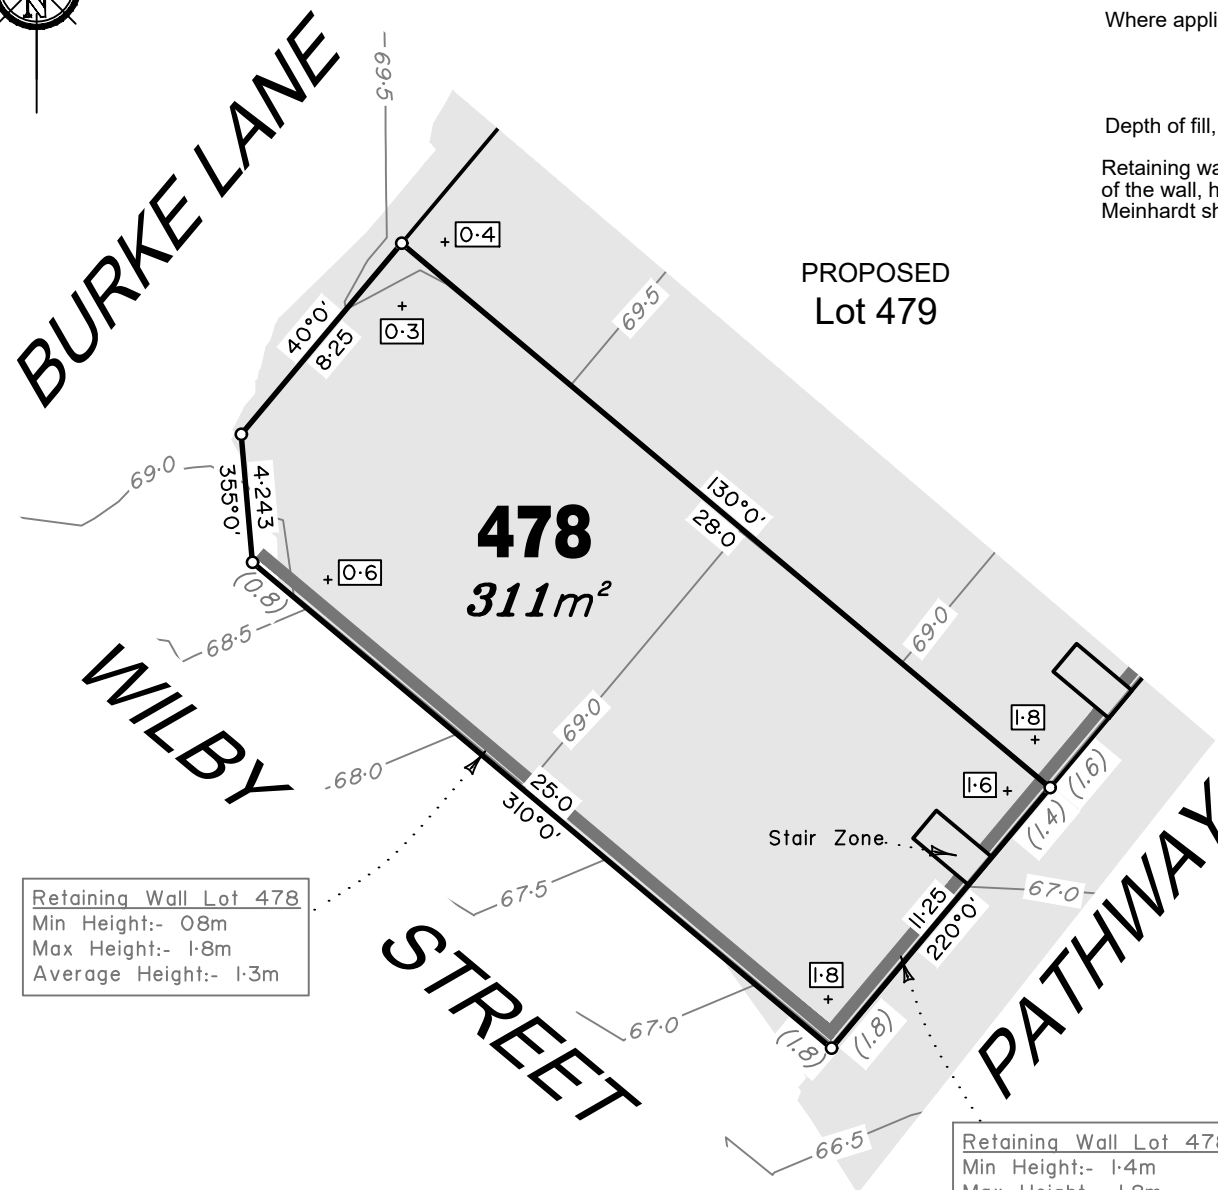 N
Where appli
Depth of fill,
Retaining wa
of the wall, h
Meinhardt sh
BURKE LANE
69·5
0·4
0·3
40°0'
8·25
PROPOSED
Lot 479
69·5
69·0
355°0'
4·243
130°0'
28·0
478
311m²
0·6
(0.8)
68·5
WILBY
STREET
68·0
69·0
69·0
25·0
310°0'
1·8
1·6
(1.6)
(1.4)
Stair Zone
11·25
220°0'
67·0
PATHWAY
67·5
67·0
1·8
(1.8)
(1.8)
66·5
Retaining Wall Lot 478
Min Height:- 08m
Max Height:- 1·8m
Average Height:- 1·3m
Retaining Wall Lot 478
Min Height:- 1·4m
Max Height:- 1·8m